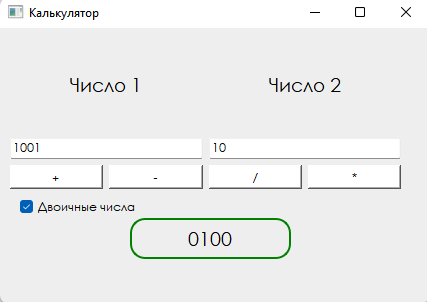 Калькулятор
Число 1 Число 2
1001 10
+ - / *
Двоичные числа
0100